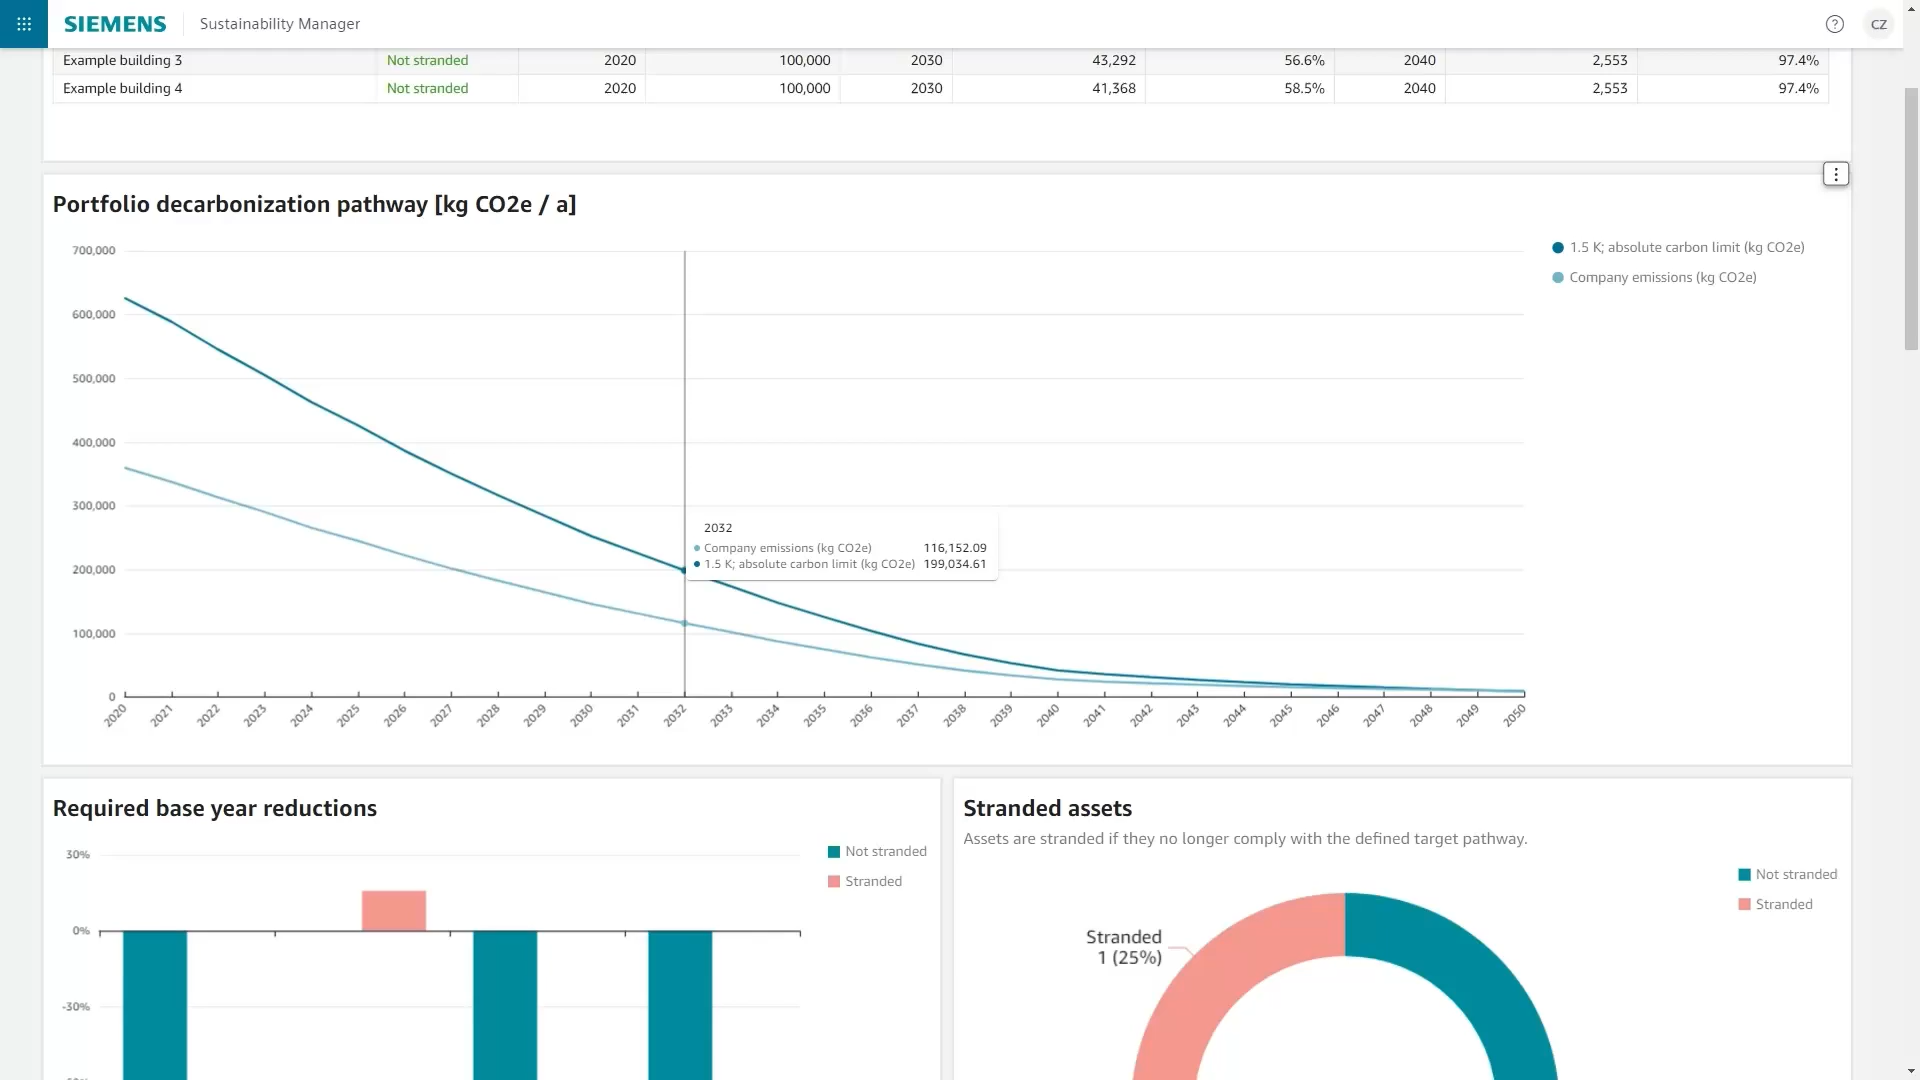 SIEMENS
Sustainability Manager
CZ
Example building 3 Not stranded 2020 100,000 2030 43,292 56.6% 2040 2,553 97.4%
Example building 4 Not stranded 2020 100,000 2030 41,368 58.5% 2040 2,553 97.4%
Portfolio decarbonization pathway [kg CO2e / a]
1.5 K; absolute carbon limit (kg CO2e)
Company emissions (kg CO2e)
700,000
600,000
500,000
400,000
300,000
200,000
100,000
0
2032
Company emissions (kg CO2e) 116,152.09
1.5 K; absolute carbon limit (kg CO2e) 199,034.61
2020 2021 2022 2023 2024 2025 2026 2027 2028 2029 2030 2031 2032 2033 2034 2035 2036 2037 2038 2039 2040 2041 2042 2043 2044 2045 2046 2047 2048 2049 2050
Required base year reductions
Not stranded
Stranded
30%
0%
-30%
Stranded assets
Assets are stranded if they no longer comply with the defined target pathway.
Not stranded
Stranded
Stranded
1 (25%)